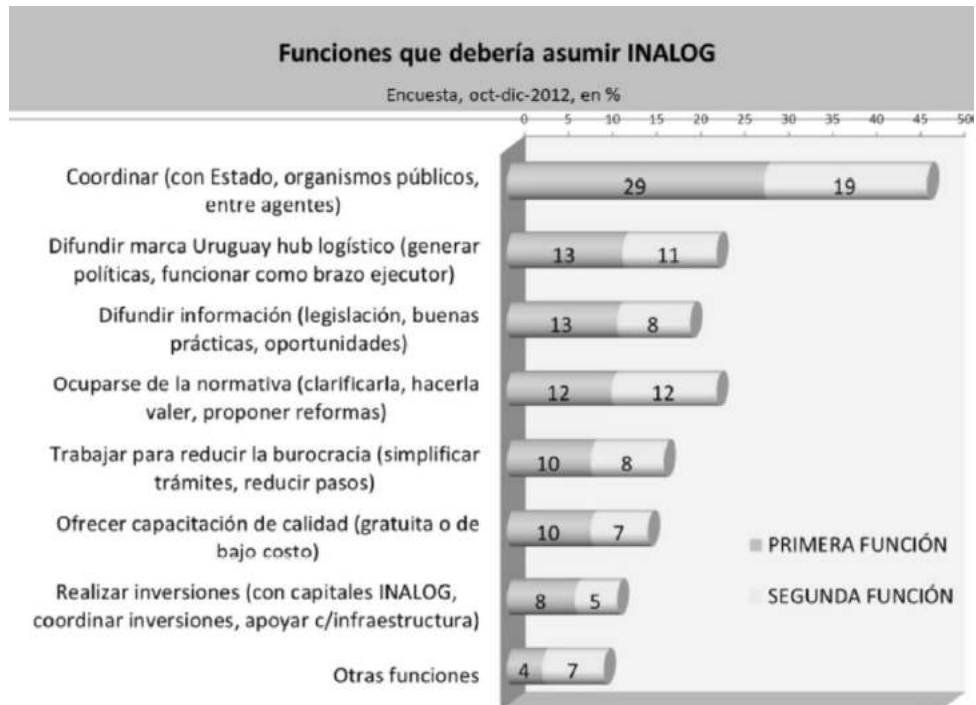 Funciones que debería asumir INALOG
Encuesta, oct-dic-2012, en %
0 5 10 15 20 25 30 35 40 45 500
Coordinar (con Estado, organismos públicos,
entre agentes)
29 19
Difundir marca Uruguay hub logístico (generar
políticas, funcionar como brazo ejecutor)
13 11
Difundir información (legislación, buenas
prácticas, oportunidades)
13 8
Ocuparse de la normativa (clarificarla, hacerla
valer, proponer reformas)
12 12
Trabajar para reducir la burocracia (simplificar
trámites, reducir pasos)
10 8
Ofrecer capacitación de calidad (gratuita o de
bajo costo)
10 7
Realizar inversiones (con capitales INALOG,
coordinar inversiones, apoyar c/infraestructura)
8 5
Otras funciones
4 7
PRIMERA FUNCIÓN
SEGUNDA FUNCIÓN